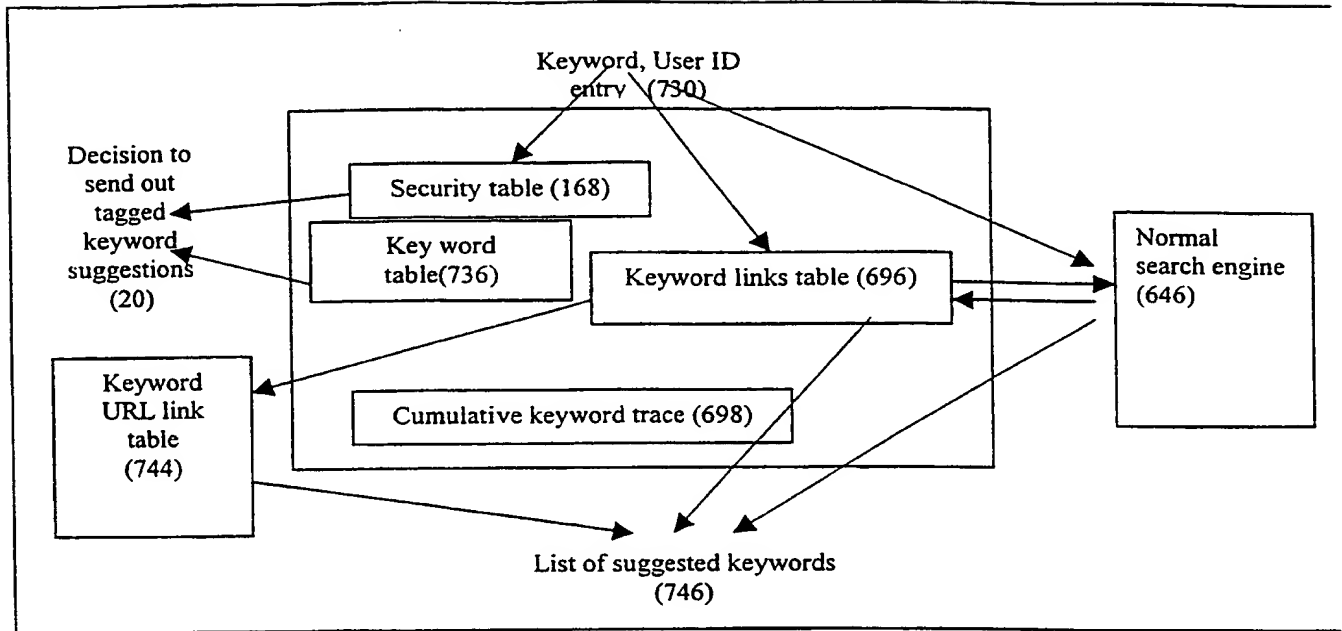 Keyword, User ID
entry (730)
Decision to
send out
tagged
keyword
suggestions
(20)
Security table (168)
Key word
table(736)
Keyword links table (696)
Normal
search engine
(646)
Keyword
URL link
table
(744)
Cumulative keyword trace (698)
List of suggested keywords
(746)